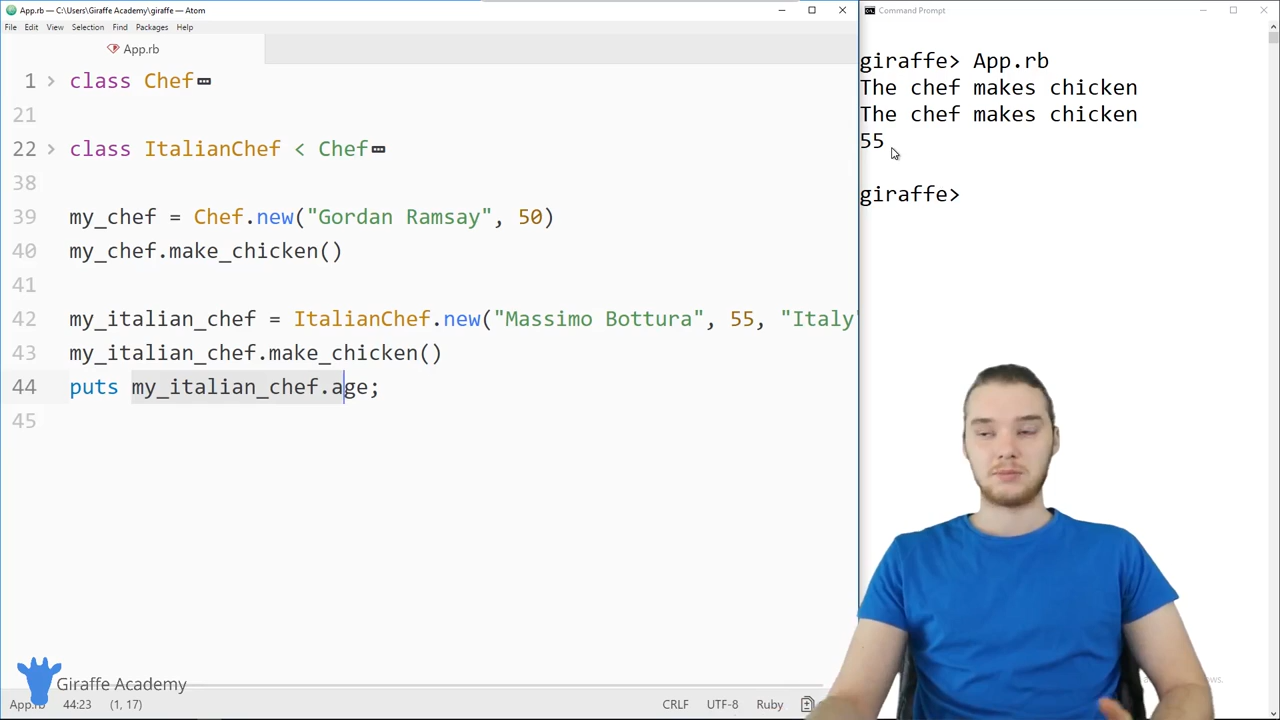 App.rb — C:\Users\Giraffe Academy\giraffe — Atom
File Edit View Selection Find Packages Help
App.rb
1 > class Chef
21
22 > class ItalianChef < Chef
38
39 my_chef = Chef.new("Gordan Ramsay", 50)
40 my_chef.make_chicken()
41
42 my_italian_chef = ItalianChef.new("Massimo Bottura", 55, "Italy"
43 my_italian_chef.make_chicken()
44 puts my_italian_chef.age;
45
Giraffe Academy
App.rb 44:23 (1, 17) CRLF UTF-8 Ruby
Command Prompt
giraffe> App.rb
The chef makes chicken
The chef makes chicken
55
giraffe>